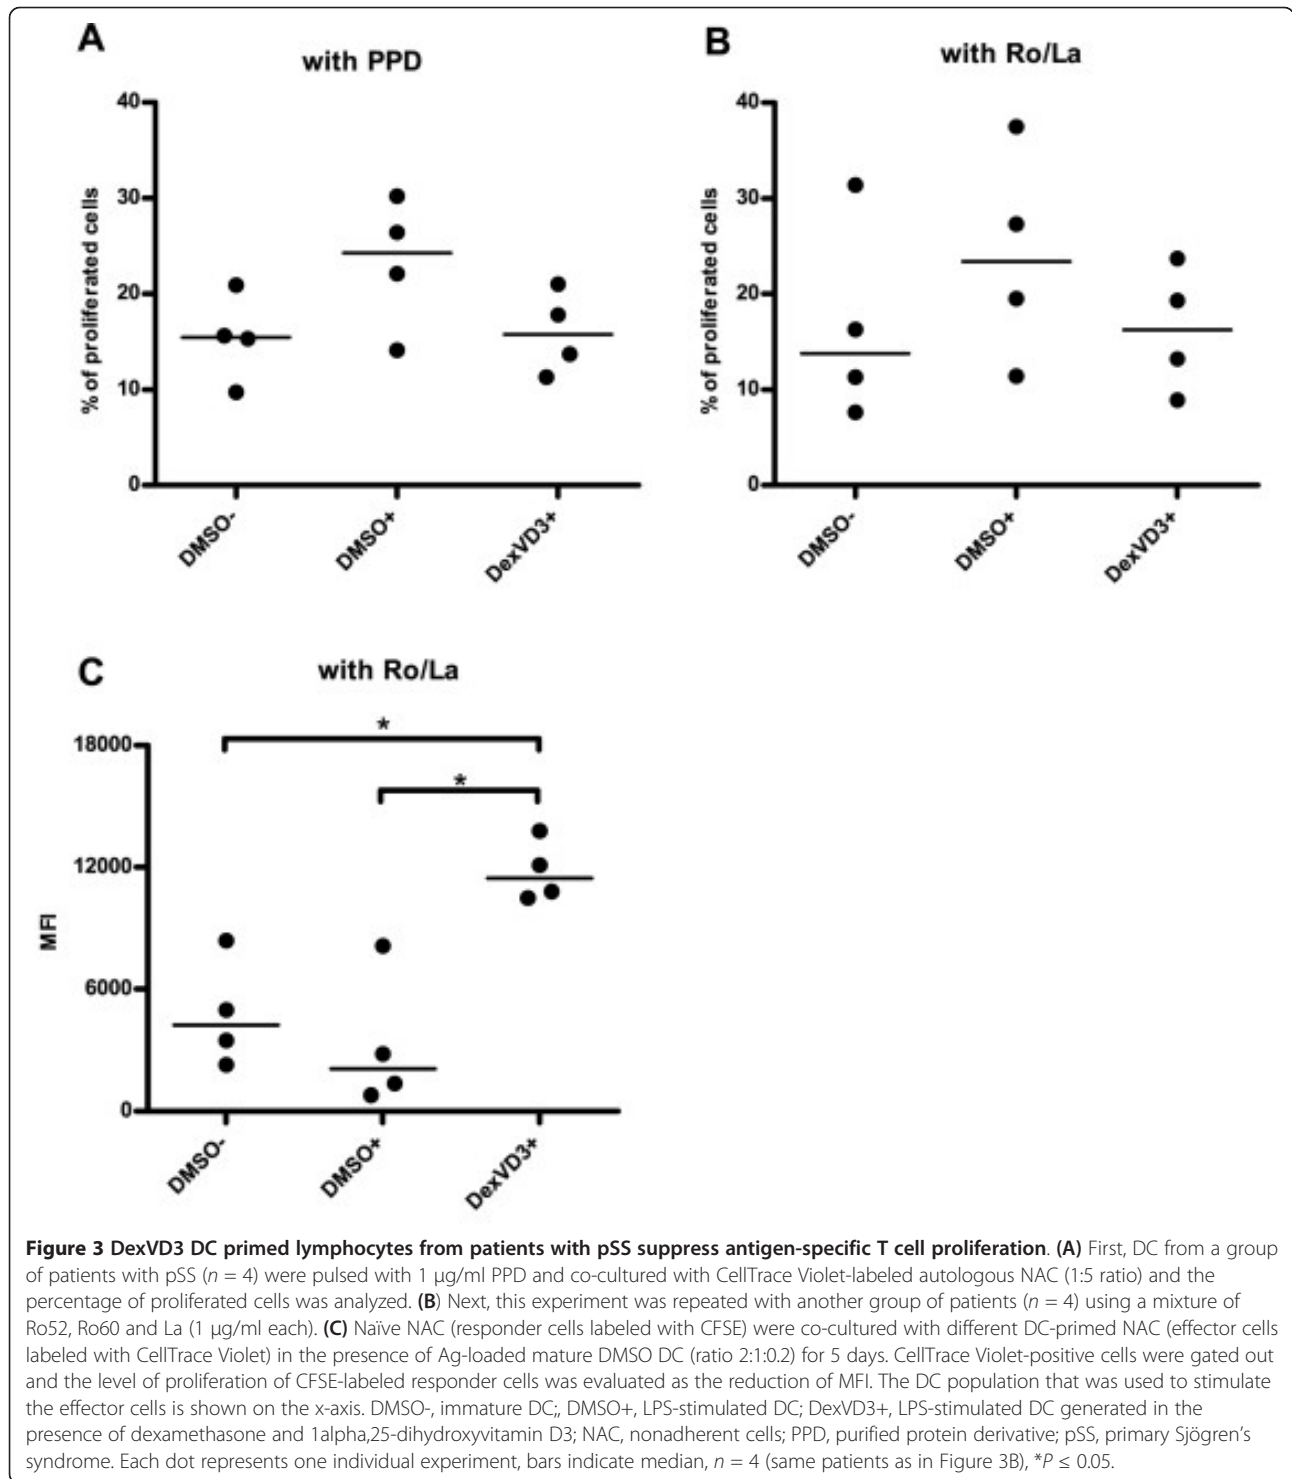 A
with PPD
40
30
20
10
0
% of proliferated cells
DMSO-
DMSO+
DexVD3+
B
with Ro/La
40
30
20
10
0
% of proliferated cells
DMSO-
DMSO+
DexVD3+
C
with Ro/La
18000
12000
6000
0
MFI
*
*
DMSO-
DMSO+
DexVD3+
Figure 3 DexVD3 DC primed lymphocytes from patients with pSS suppress antigen-specific T cell proliferation. (A) First, DC from a group
of patients with pSS (n = 4) were pulsed with 1 μg/ml PPD and co-cultured with CellTrace Violet-labeled autologous NAC (1:5 ratio) and the
percentage of proliferated cells was analyzed. (B) Next, this experiment was repeated with another group of patients (n = 4) using a mixture of
Ro52, Ro60 and La (1 μg/ml each). (C) Naïve NAC (responder cells labeled with CFSE) were co-cultured with different DC-primed NAC (effector cells
labeled with CellTrace Violet) in the presence of Ag-loaded mature DMSO DC (ratio 2:1:0.2) for 5 days. CellTrace Violet-positive cells were gated out
and the level of proliferation of CFSE-labeled responder cells was evaluated as the reduction of MFI. The DC population that was used to stimulate
the effector cells is shown on the x-axis. DMSO-, immature DC;, DMSO+, LPS-stimulated DC; DexVD3+, LPS-stimulated DC generated in the
presence of dexamethasone and 1alpha,25-dihydroxyvitamin D3; NAC, nonadherent cells; PPD, purified protein derivative; pSS, primary Sjögren's
syndrome. Each dot represents one individual experiment, bars indicate median, n = 4 (same patients as in Figure 3B), *P ≤ 0.05.